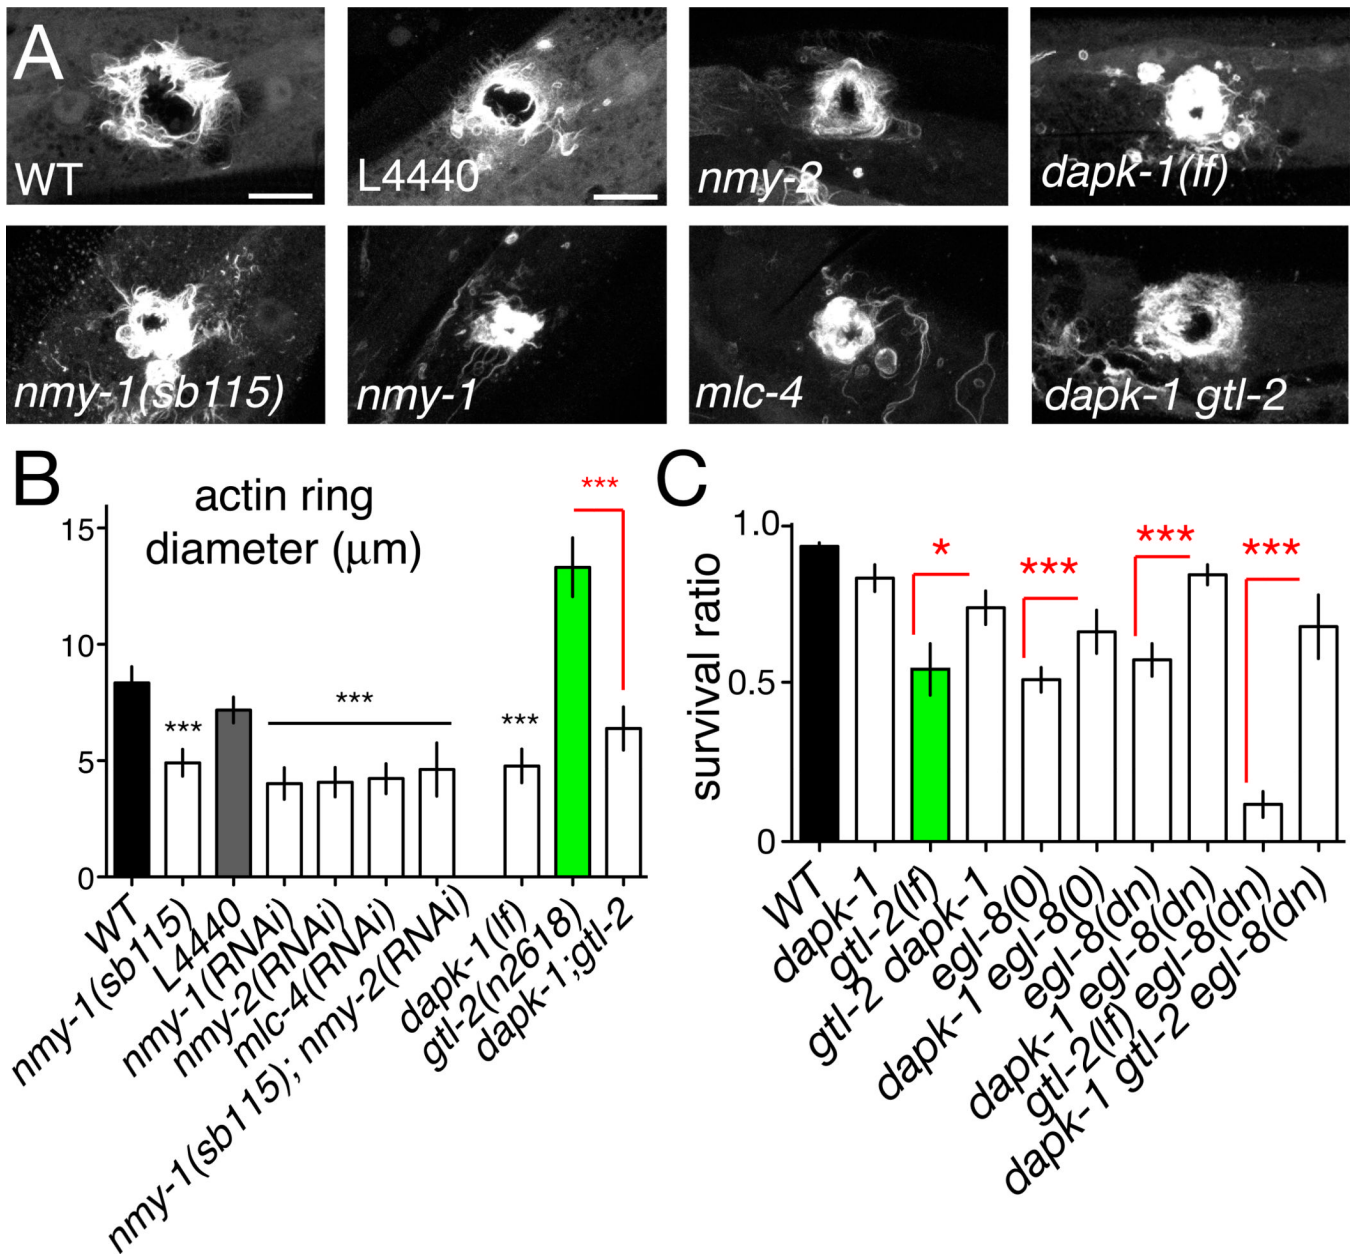 A
WT
L4440
nmy-2
dapk-1(lf)
nmy-1(sb115)
nmy-1
mlc-4
dapk-1 gtl-2
B
actin ring
diameter (μm)
15
10
5
0
***
***
***
***
WT
nmy-1(sb115)
L4440
nmy-1(RNAi)
nmy-2(RNAi)
mlc-4(RNAi)
nmy-1(sb115); nmy-2(RNAi)
dapk-1(lf)
gtl-2(n2618)
dapk-1;gtl-2
C
survival ratio
1.0
0.5
0
*
***
***
***
WT
dapk-1
gtl-2(lf)
gtl-2 dapk-1
egl-8(0)
dapk-1 egl-8(0)
egl-8(dn)
dapk-1 egl-8(dn)
gtl-2(lf) egl-8(dn)
dapk-1 gtl-2 egl-8(dn)